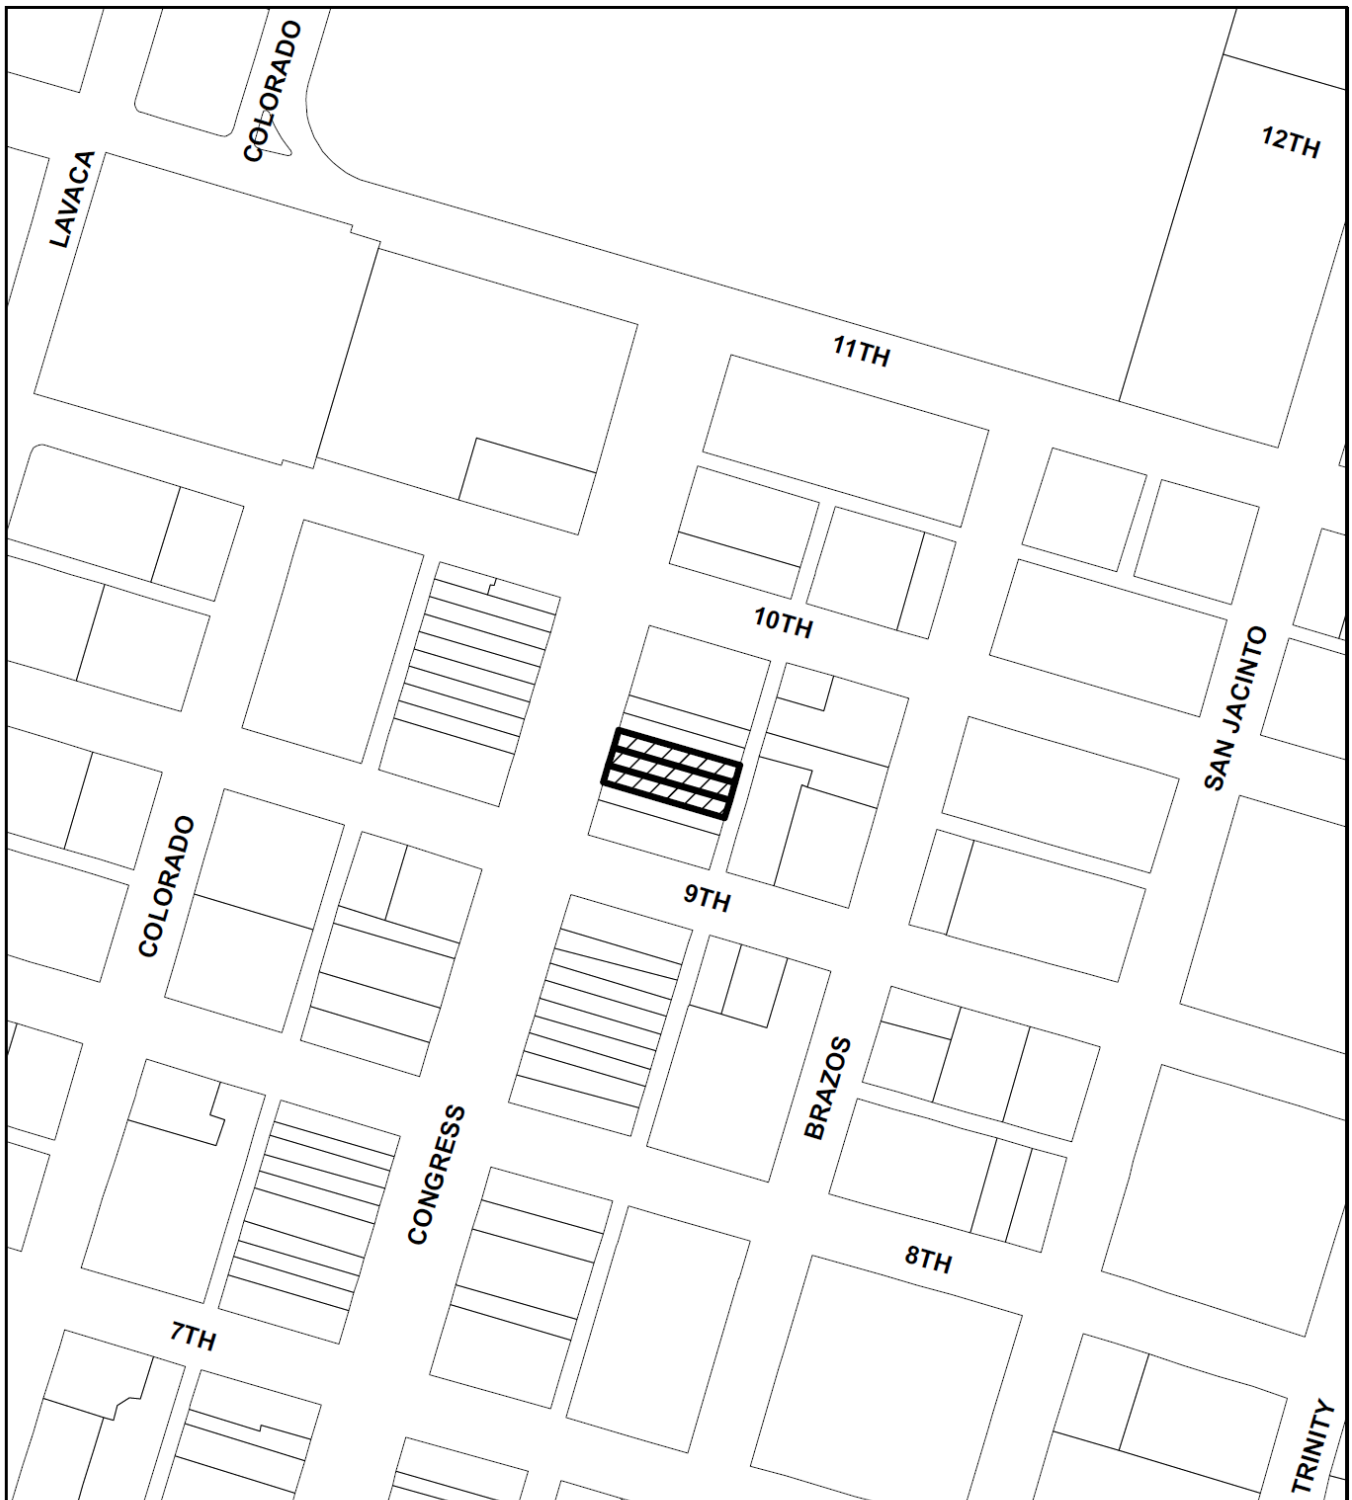 COLORADO
12TH
LAVACA
11TH
10TH
SAN JACINTO
COLORADO
9TH
BRAZOS
CONGRESS
8TH
7TH
TRINITY